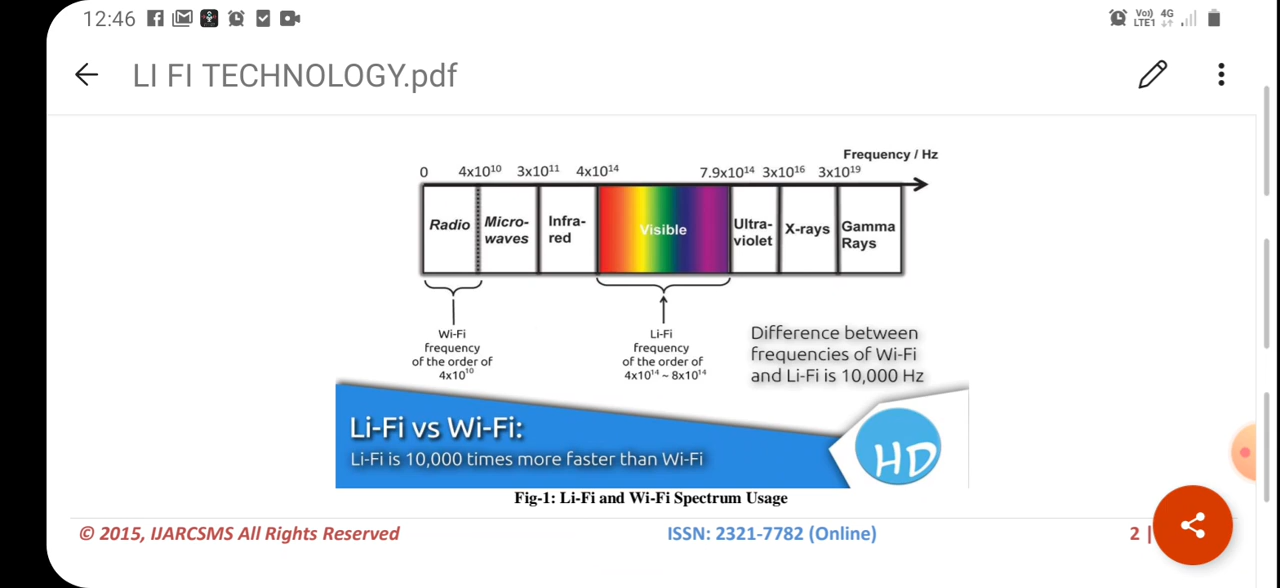 12:46
Vo)) 4G
LTE1
LI FI TECHNOLOGY.pdf
Frequency / Hz
0 4x10¹⁰ 3x10¹¹ 4x10¹⁴ 7.9x10¹⁴ 3x10¹⁶ 3x10¹⁹
Radio
Micro-
waves
Infra-
red
Visible
Ultra-
violet
X-rays
Gamma
Rays
Wi-Fi
frequency
of the order of
4x10¹⁰
Li-Fi
frequency
of the order of
4x10¹⁴ ~ 8x10¹⁴
Difference between
frequencies of Wi-Fi
and Li-Fi is 10,000 Hz
Li-Fi vs Wi-Fi:
Li-Fi is 10,000 times more faster than Wi-Fi
HD
Fig-1: Li-Fi and Wi-Fi Spectrum Usage
© 2015, IJARCSMS All Rights Reserved ISSN: 2321-7782 (Online) 2 |